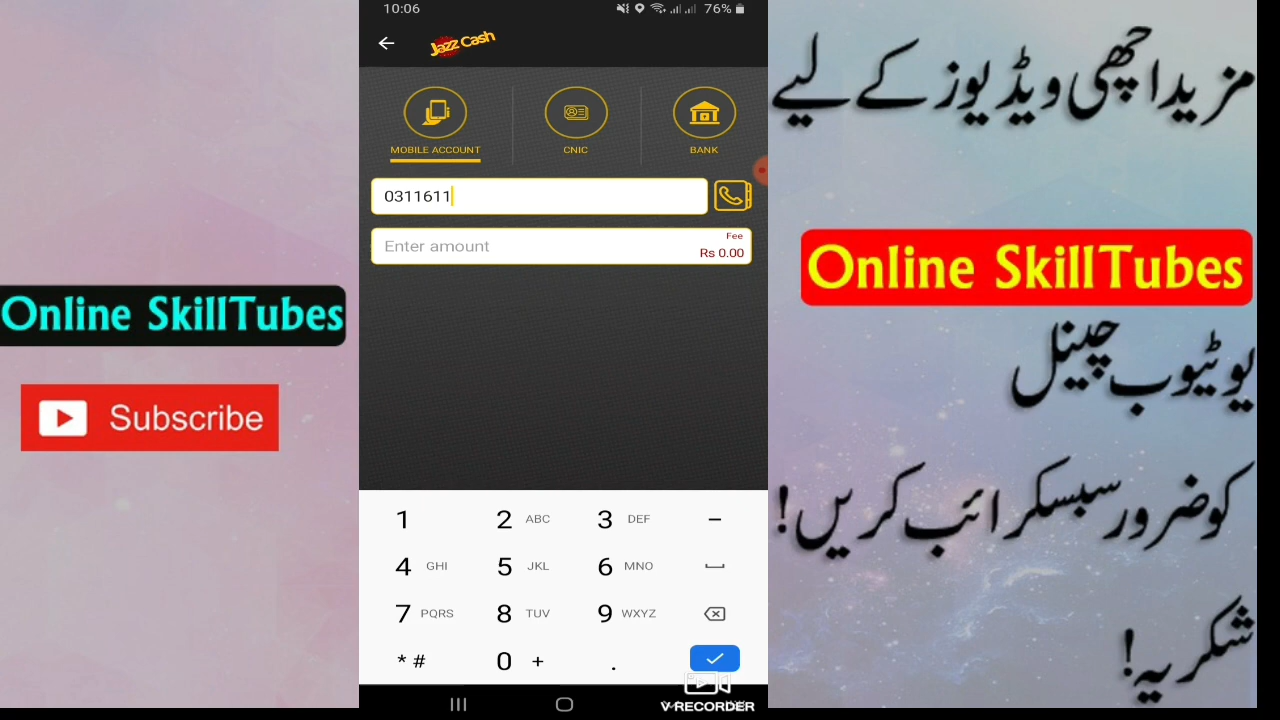 10:06
76%
Jazz Cash
MOBILE ACCOUNT
CNIC
BANK
0311611
Enter amount
Fee
Rs 0.00
1
2 ABC
3 DEF
-
4 GHI
5 JKL
6 MNO
7 PQRS
8 TUV
9 WXYZ
* #
0 +
.
V RECORDER
Online SkillTubes
Subscribe
مزید اچھی ویڈیوز کے لیے
Online SkillTubes
یوٹیوب چینل
کو ضرور سبسکرائب کریں!
شکریہ!